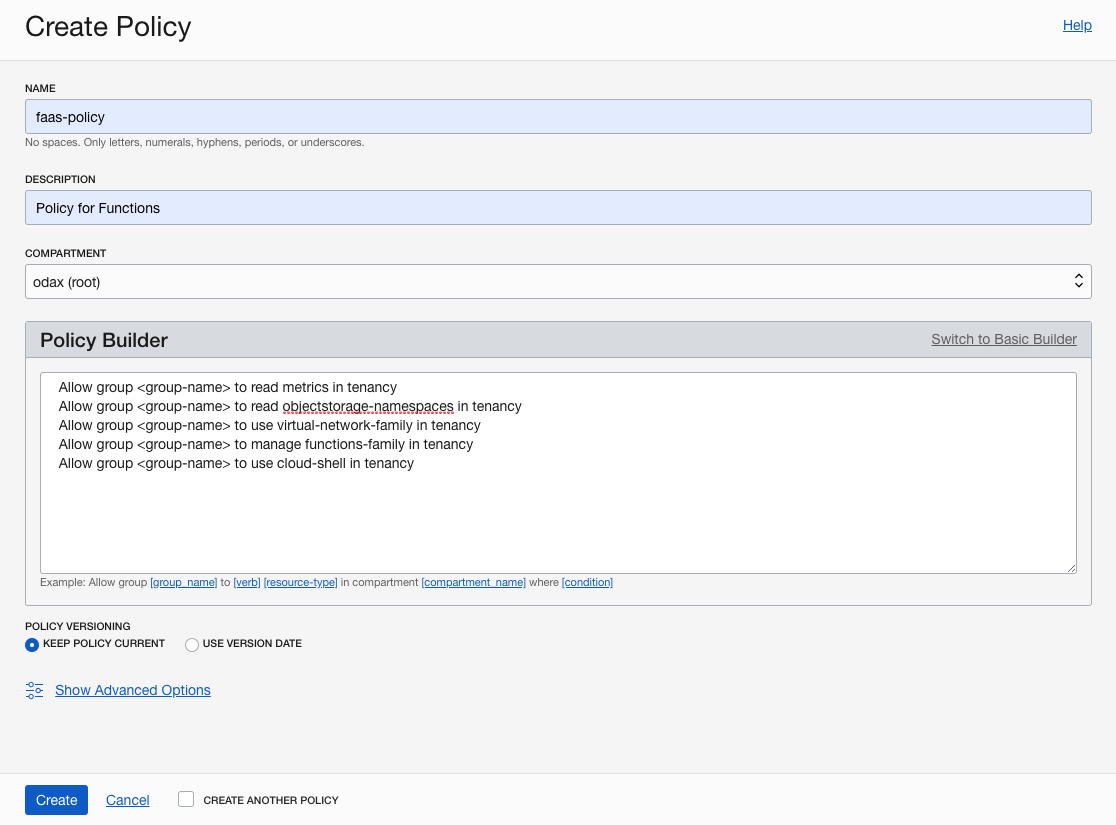 Create Policy
Help
NAME
faas-policy
No spaces. Only letters, numerals, hyphens, periods, or underscores.
DESCRIPTION
Policy for Functions
COMPARTMENT
odax (root)
Policy Builder
Switch to Basic Builder
Allow group <group-name> to read metrics in tenancy
Allow group <group-name> to read objectstorage-namespaces in tenancy
Allow group <group-name> to use virtual-network-family in tenancy
Allow group <group-name> to manage functions-family in tenancy
Allow group <group-name> to use cloud-shell in tenancy
Example: Allow group [group_name] to [verb] [resource-type] in compartment [compartment_name] where [condition]
POLICY VERSIONING
KEEP POLICY CURRENT USE VERSION DATE
Show Advanced Options
Create Cancel CREATE ANOTHER POLICY